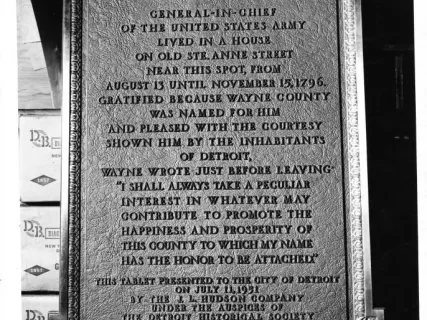 GENERAL-IN-CHIEF
OF THE UNITED STATES ARMY
LIVED IN A HOUSE
ON OLD STE. ANNE STREET
NEAR THIS SPOT, FROM
AUGUST 13 UNTIL NOVEMBER 15, 1796.
GRATIFIED BECAUSE WAYNE COUNTY
WAS NAMED FOR HIM
AND PLEASED WITH THE COURTESY
SHOWN HIM BY THE INHABITANTS
OF DETROIT,
WAYNE WROTE JUST BEFORE LEAVING-
"I SHALL ALWAYS TAKE A PECULIAR
INTEREST IN WHATEVER MAY
CONTRIBUTE TO PROMOTE THE
HAPPINESS AND PROSPERITY OF
THIS COUNTY TO WHICH MY NAME
HAS THE HONOR TO BE ATTACHED."
THIS TABLET PRESENTED TO THE CITY OF DETROIT
ON JULY 11, 1951
BY THE J. L. HUDSON COMPANY
UNDER THE AUSPICES OF
THE DETROIT HISTORICAL SOCIETY